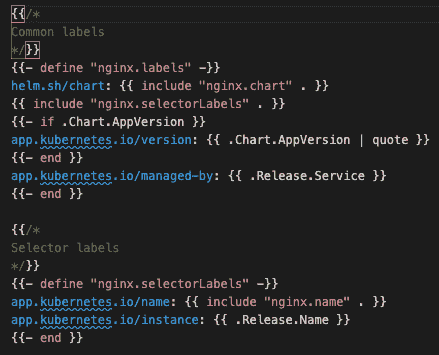 {{/*
Common labels
*/}}
{{- define "nginx.labels" -}}
helm.sh/chart: {{ include "nginx.chart" . }}
{{ include "nginx.selectorLabels" . }}
{{- if .Chart.AppVersion }}
app.kubernetes.io/version: {{ .Chart.AppVersion | quote }}
{{- end }}
app.kubernetes.io/managed-by: {{ .Release.Service }}
{{- end }}

{{/*
Selector labels
*/}}
{{- define "nginx.selectorLabels" -}}
app.kubernetes.io/name: {{ include "nginx.name" . }}
app.kubernetes.io/instance: {{ .Release.Name }}
{{- end }}